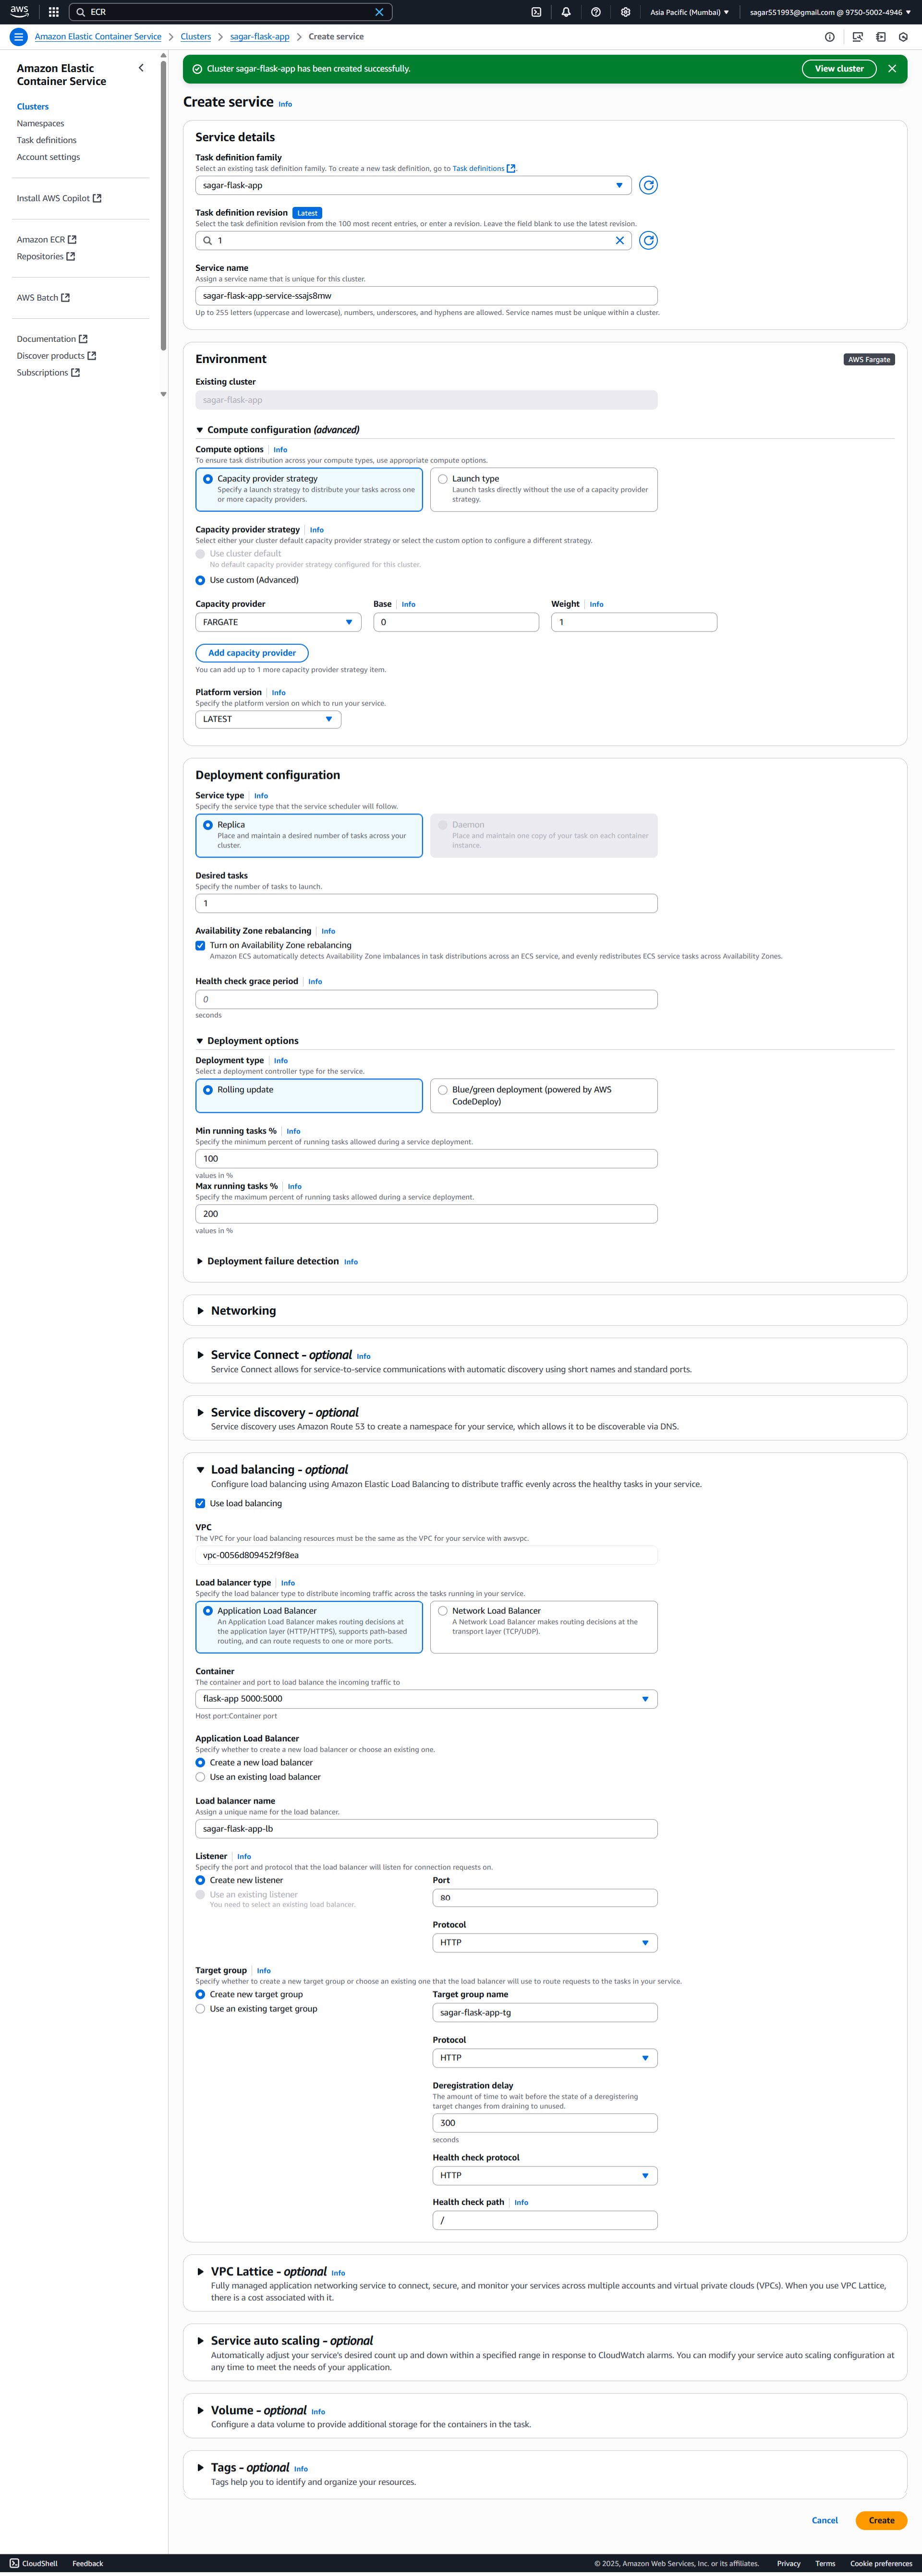 aws
ECR
Asia Pacific (Mumbai)
sagar551993@gmail.com @ 9750-5002-4946
Amazon Elastic Container Service
Clusters
sagar-flask-app
Create service
Amazon Elastic
Container Service
Clusters
Namespaces
Task definitions
Account settings
Install AWS Copilot
Amazon ECR
Repositories
AWS Batch
Documentation
Discover products
Subscriptions
Cluster sagar-flask-app has been created successfully.
View cluster
Create service Info
Service details
Task definition family
Select an existing task definition family. To create a new task definition, go to Task definitions.
sagar-flask-app
Task definition revision Latest
Select the task definition revision from the 100 most recent entries, or enter a revision. Leave the field blank to use the latest revision.
1
Service name
Assign a service name that is unique for this cluster.
sagar-flask-app-service-ssajs8mw
Up to 255 letters (uppercase and lowercase), numbers, underscores, and hyphens are allowed. Service names must be unique within a cluster.
Environment
AWS Fargate
Existing cluster
sagar-flask-app
Compute configuration (advanced)
Compute options Info
To ensure task distribution across your compute types, use appropriate compute options.
Capacity provider strategy
Specify a launch strategy to distribute your tasks across one
or more capacity providers.
Launch type
Launch tasks directly without the use of a capacity provider
strategy.
Capacity provider strategy Info
Select either your cluster default capacity provider strategy or select the custom option to configure a different strategy.
Use cluster default
No default capacity provider strategy configured for this cluster.
Use custom (Advanced)
Capacity provider
Base Info
Weight Info
FARGATE
0
1
Add capacity provider
You can add up to 1 more capacity provider strategy item.
Platform version Info
Specify the platform version on which to run your service.
LATEST
Deployment configuration
Service type Info
Specify the service type that the service scheduler will follow.
Replica
Place and maintain a desired number of tasks across your
cluster.
Daemon
Place and maintain one copy of your task on each container
instance.
Desired tasks
Specify the number of tasks to launch.
1
Availability Zone rebalancing Info
Turn on Availability Zone rebalancing
Amazon ECS automatically detects Availability Zone imbalances in task distributions across an ECS service, and evenly redistributes ECS service tasks across Availability Zones.
Health check grace period Info
0
seconds
Deployment options
Deployment type Info
Select a deployment controller type for the service.
Rolling update
Blue/green deployment (powered by AWS
CodeDeploy)
Min running tasks % Info
Specify the minimum percent of running tasks allowed during a service deployment.
100
values in %
Max running tasks % Info
Specify the maximum percent of running tasks allowed during a service deployment.
200
values in %
Deployment failure detection Info
Networking
Service Connect - optional Info
Service Connect allows for service-to-service communications with automatic discovery using short names and standard ports.
Service discovery - optional
Service discovery uses Amazon Route 53 to create a namespace for your service, which allows it to be discoverable via DNS.
Load balancing - optional
Configure load balancing using Amazon Elastic Load Balancing to distribute traffic evenly across the healthy tasks in your service.
Use load balancing
VPC
The VPC for your load balancing resources must be the same as the VPC for your service with awsvpc.
vpc-0056d809452f9f8ea
Load balancer type Info
Specify the load balancer type to distribute incoming traffic across the tasks running in your service.
Application Load Balancer
An Application Load Balancer makes routing decisions at
the application layer (HTTP/HTTPS), supports path-based
routing, and can route requests to one or more ports.
Network Load Balancer
A Network Load Balancer makes routing decisions at the
transport layer (TCP/UDP).
Container
The container and port to load balance the incoming traffic to
flask-app 5000:5000
Host port:Container port
Application Load Balancer
Specify whether to create a new load balancer or choose an existing one.
Create a new load balancer
Use an existing load balancer
Load balancer name
Assign a unique name for the load balancer.
sagar-flask-app-lb
Listener Info
Specify the port and protocol that the load balancer will listen for connection requests on.
Create new listener
Use an existing listener
You need to select an existing load balancer.
Port
80
Protocol
HTTP
Target group Info
Specify whether to create a new target group or choose an existing one that the load balancer will use to route requests to the tasks in your service.
Create new target group
Use an existing target group
Target group name
sagar-flask-app-tg
Protocol
HTTP
Deregistration delay
The amount of time to wait before the state of a deregistering
target changes from draining to unused.
300
seconds
Health check protocol
HTTP
Health check path Info
/
VPC Lattice - optional Info
Fully managed application networking service to connect, secure, and monitor your services across multiple accounts and virtual private clouds (VPCs). When you use VPC Lattice,
there is a cost associated with it.
Service auto scaling - optional
Automatically adjust your service's desired count up and down within a specified range in response to CloudWatch alarms. You can modify your service auto scaling configuration at
any time to meet the needs of your application.
Volume - optional Info
Configure a data volume to provide additional storage for the containers in the task.
Tags - optional Info
Tags help you to identify and organize your resources.
Cancel
Create
CloudShell
Feedback
© 2025, Amazon Web Services, Inc. or its affiliates.
Privacy
Terms
Cookie preferences